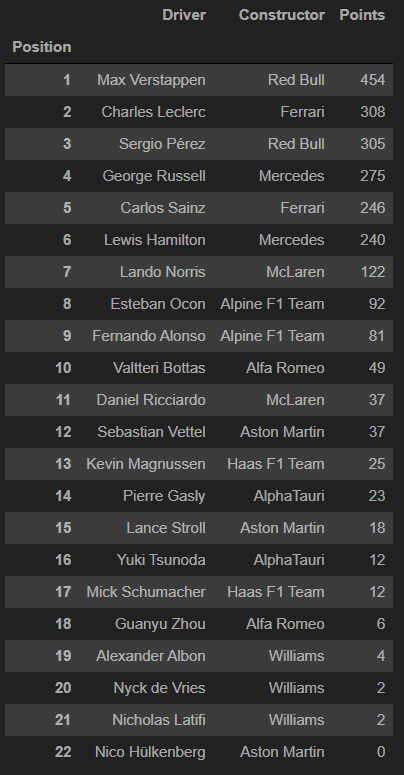 Driver Constructor Points
Position
1 Max Verstappen Red Bull 454
2 Charles Leclerc Ferrari 308
3 Sergio Pérez Red Bull 305
4 George Russell Mercedes 275
5 Carlos Sainz Ferrari 246
6 Lewis Hamilton Mercedes 240
7 Lando Norris McLaren 122
8 Esteban Ocon Alpine F1 Team 92
9 Fernando Alonso Alpine F1 Team 81
10 Valtteri Bottas Alfa Romeo 49
11 Daniel Ricciardo McLaren 37
12 Sebastian Vettel Aston Martin 37
13 Kevin Magnussen Haas F1 Team 25
14 Pierre Gasly AlphaTauri 23
15 Lance Stroll Aston Martin 18
16 Yuki Tsunoda AlphaTauri 12
17 Mick Schumacher Haas F1 Team 12
18 Guanyu Zhou Alfa Romeo 6
19 Alexander Albon Williams 4
20 Nyck de Vries Williams 2
21 Nicholas Latifi Williams 2
22 Nico Hülkenberg Aston Martin 0